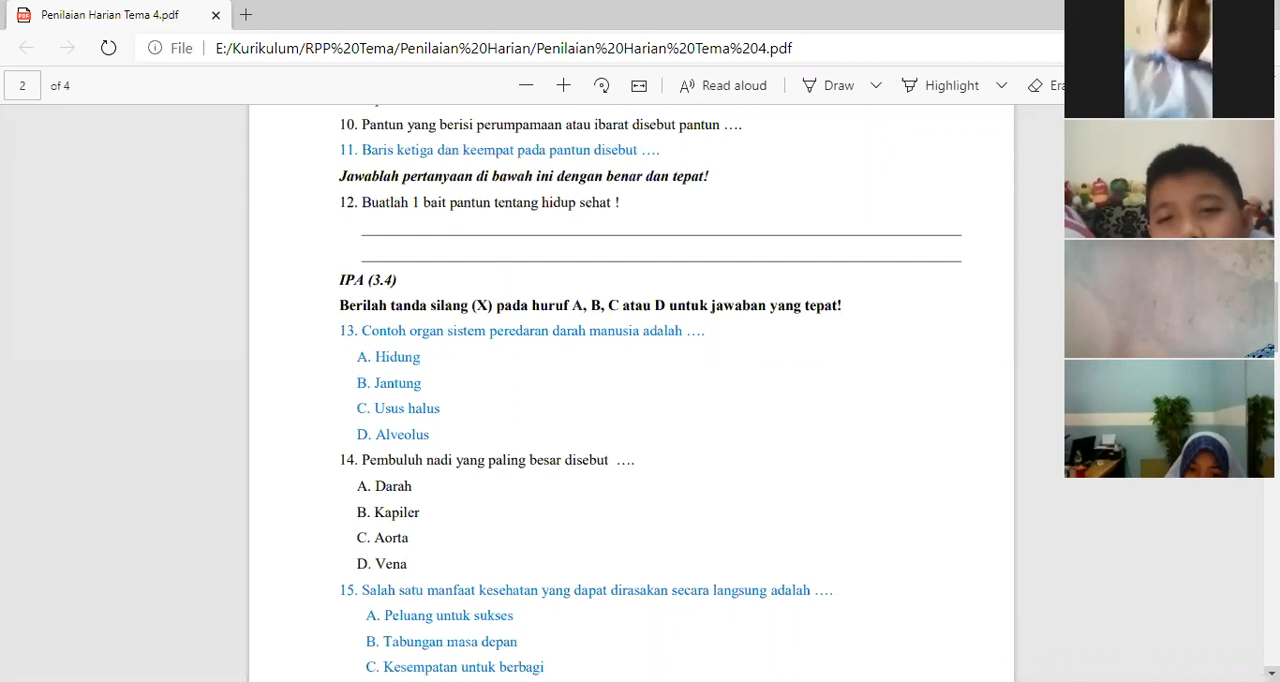 Penilaian Harian Tema 4.pdf
File E:/Kurikulum/RPP%20Tema/Penilaian%20Harian/Penilaian%20Harian%20Tema%204.pdf
2 of 4 Read aloud Draw Highlight
10. Pantun yang berisi perumpamaan atau ibarat disebut pantun ….
11. Baris ketiga dan keempat pada pantun disebut ….
Jawablah pertanyaan di bawah ini dengan benar dan tepat!
12. Buatlah 1 bait pantun tentang hidup sehat !
IPA (3.4)
Berilah tanda silang (X) pada huruf A, B, C atau D untuk jawaban yang tepat!
13. Contoh organ sistem peredaran darah manusia adalah ….
A. Hidung
B. Jantung
C. Usus halus
D. Alveolus
14. Pembuluh nadi yang paling besar disebut ….
A. Darah
B. Kapiler
C. Aorta
D. Vena
15. Salah satu manfaat kesehatan yang dapat dirasakan secara langsung adalah ….
A. Peluang untuk sukses
B. Tabungan masa depan
C. Kesempatan untuk berbagi